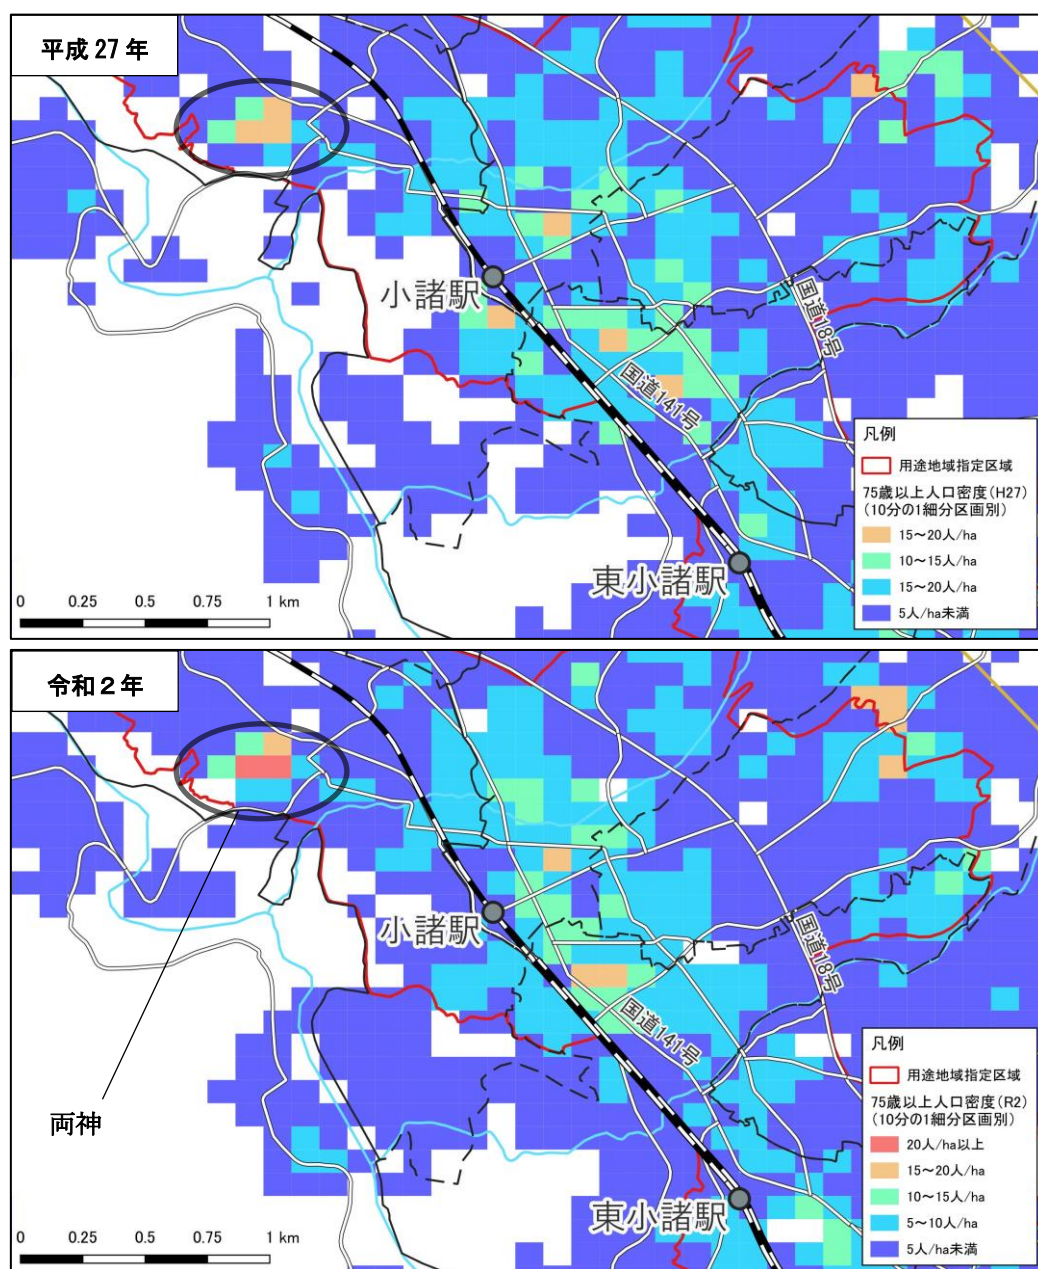 平成 27 年
小諸駅
国道18号
国道141号
東小諸駅
0 0.25 0.5 0.75 1 km
凡例
用途地域指定区域
75歳以上人口密度(H27)
(10分の1細分区画別)
15～20人/ha
10～15人/ha
15～20人/ha
5人/ha未満
令和２年
小諸駅
国道18号
国道141号
両神
東小諸駅
0 0.25 0.5 0.75 1 km
凡例
用途地域指定区域
75歳以上人口密度(R2)
(10分の1細分区画別)
20人/ha以上
15～20人/ha
10～15人/ha
5～10人/ha
5人/ha未満